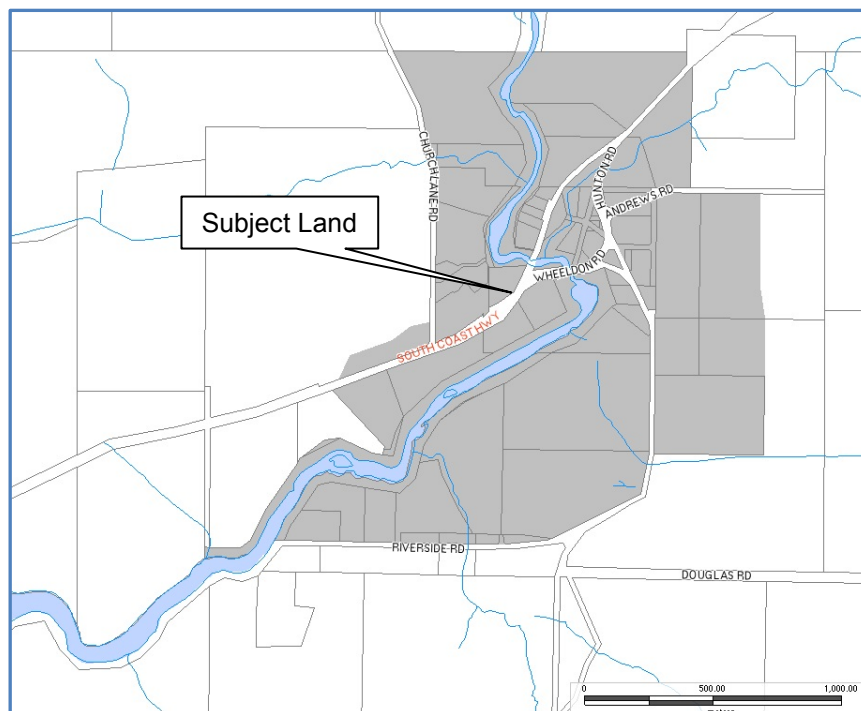 CHURCHLANE RD
HUNTON RD
ANDREWS RD
Subject Land
WHEELDON RD
SOUTH COAST HWY
RIVERSIDE RD
DOUGLAS RD
0 500.00 1,000.00